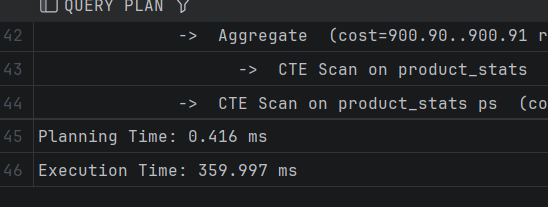 QUERY PLAN
42 -> Aggregate (cost=900.90..900.91 r
43 -> CTE Scan on product_stats
44 -> CTE Scan on product_stats ps (co
45 Planning Time: 0.416 ms
46 Execution Time: 359.997 ms